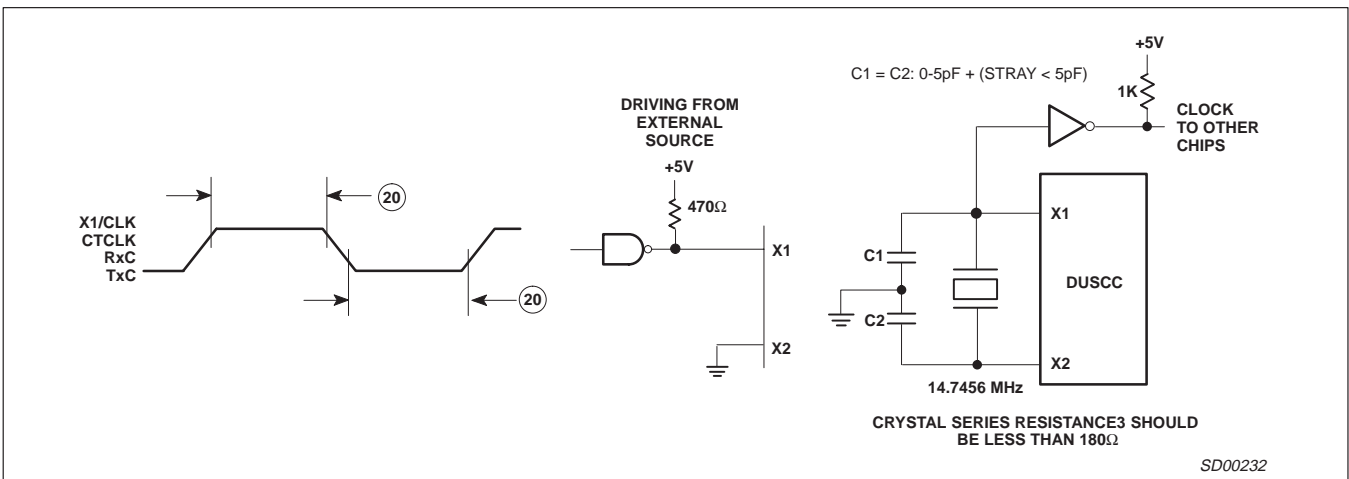 X1/CLK
CTCLK
RxC
TxC
20
20
DRIVING FROM
EXTERNAL
SOURCE
+5V
470Ω
X1
X2
C1 = C2: 0-5pF + (STRAY < 5pF)
+5V
1K
CLOCK
TO OTHER
CHIPS
X1
C1
DUSCC
C2
X2
14.7456 MHz
CRYSTAL SERIES RESISTANCE3 SHOULD
BE LESS THAN 180Ω
SD00232